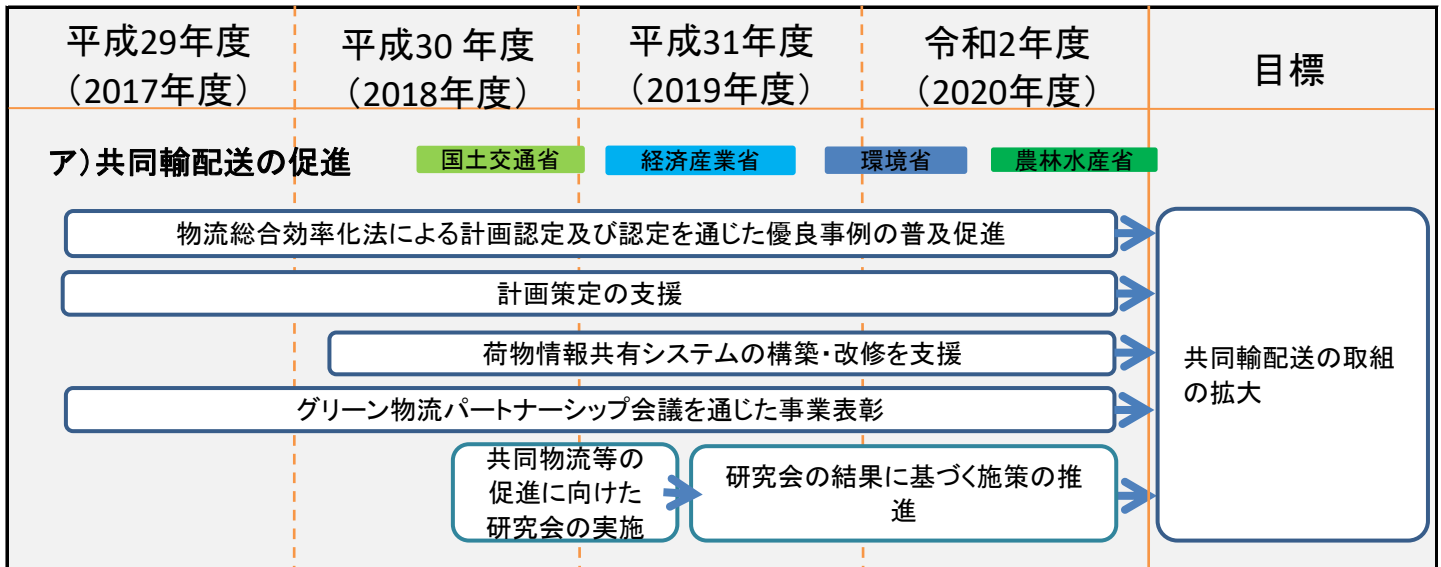 平成29年度
（2017年度）
平成30 年度
（2018年度）
平成31年度
（2019年度）
令和2年度
（2020年度）
目標
ア）共同輸配送の促進
国土交通省
経済産業省
環境省
農林水産省
物流総合効率化法による計画認定及び認定を通じた優良事例の普及促進
計画策定の支援
荷物情報共有システムの構築・改修を支援
グリーン物流パートナーシップ会議を通じた事業表彰
共同物流等の
促進に向けた
研究会の実施
研究会の結果に基づく施策の推
進
共同輸配送の取組
の拡大